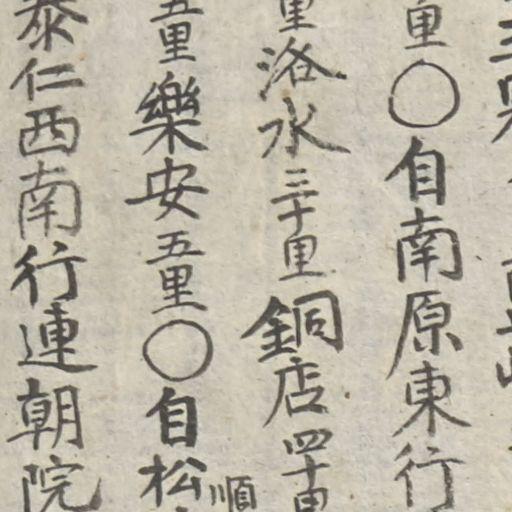 里○自南原東行
里洛水三十里銅店四十里
五里樂安五里○自松
順
泰仁西南行連朝院